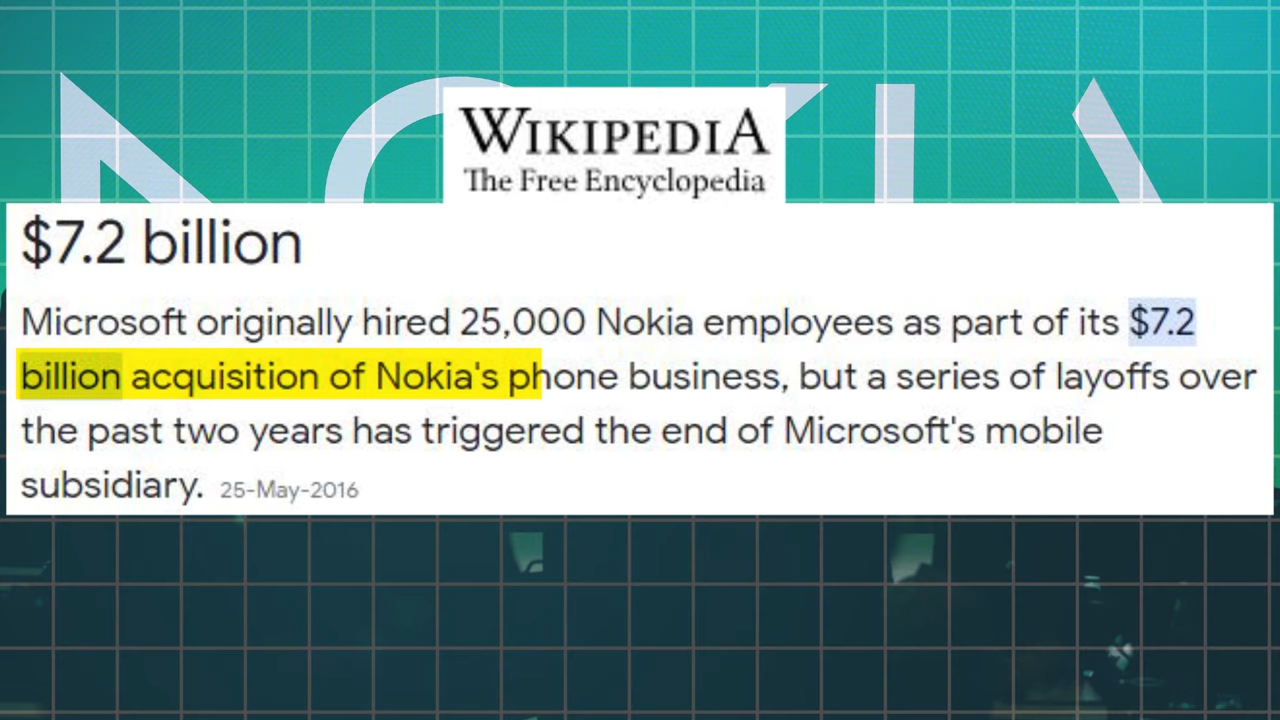 NOKIA
WIKIPEDIA
The Free Encyclopedia
$7.2 billion
Microsoft originally hired 25,000 Nokia employees as part of its $7.2
billion acquisition of Nokia's phone business, but a series of layoffs over
the past two years has triggered the end of Microsoft's mobile
subsidiary. 25-May-2016